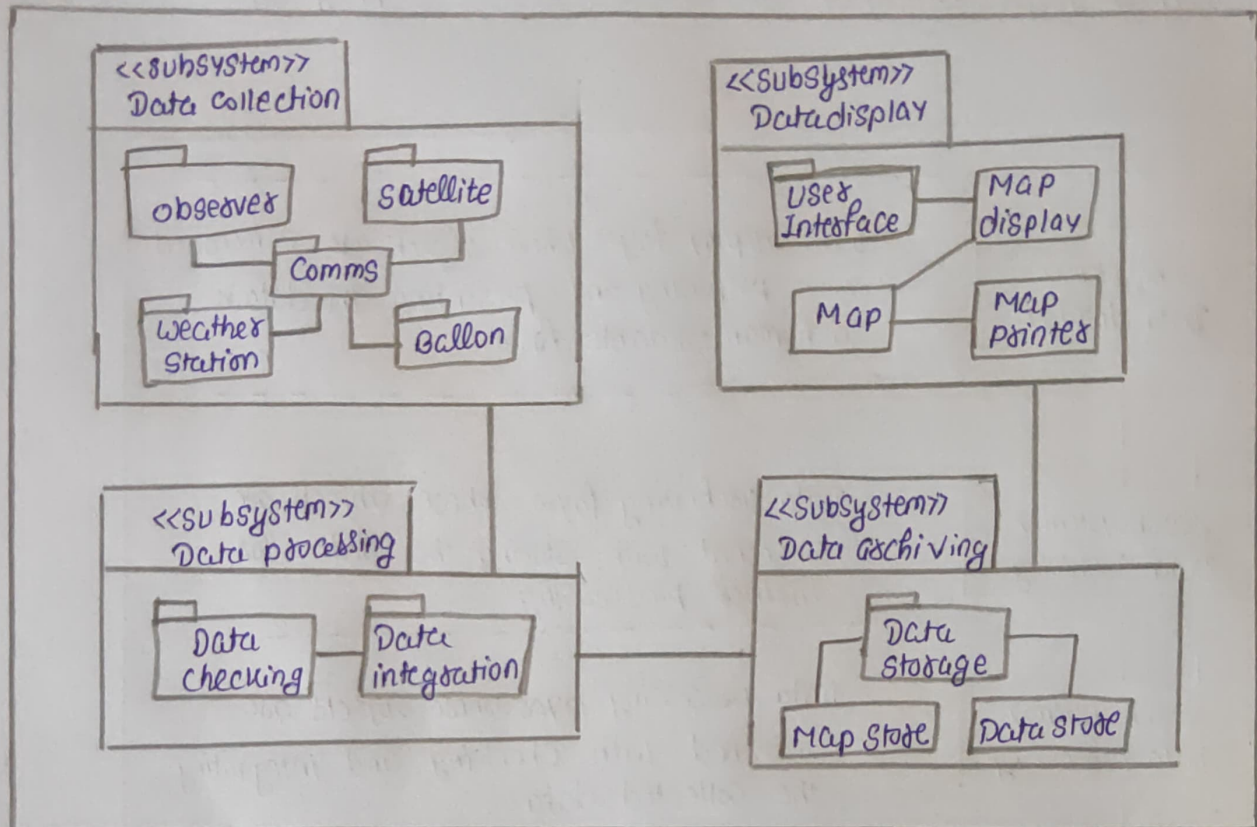 <<subsystem>>
Data collection
observer
satellite
Comms
Weather
Station
Ballon
<<subsystem>>
Datadisplay
User
Interface
Map
display
Map
Map
printer
<<subsystem>>
Data processing
Data
checking
Data
integration
<<subsystem>>
Data archiving
Data
storage
Map store
Data store